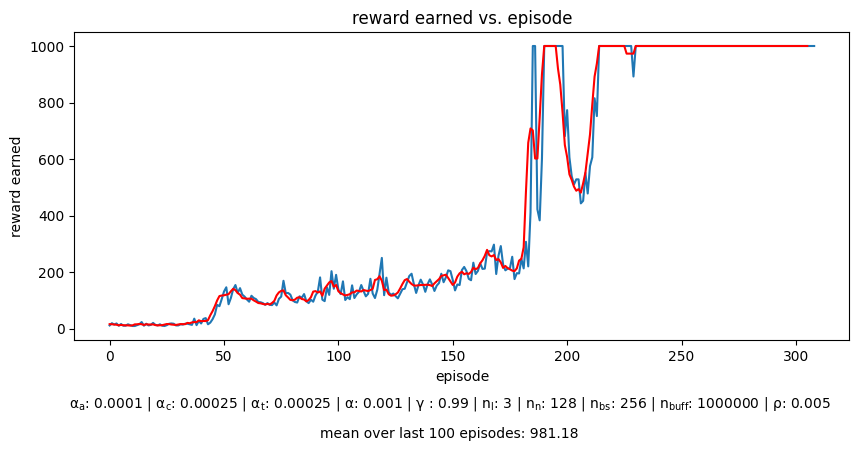 reward earned vs. episode
1000
800
600
400
200
0
reward earned
0 50 100 150 200 250 300
episode
αa: 0.0001 | αc: 0.00025 | αt: 0.00025 | α: 0.001 | γ : 0.99 | nl: 3 | nn: 128 | nbs: 256 | nbuff: 1000000 | ρ: 0.005
mean over last 100 episodes: 981.18